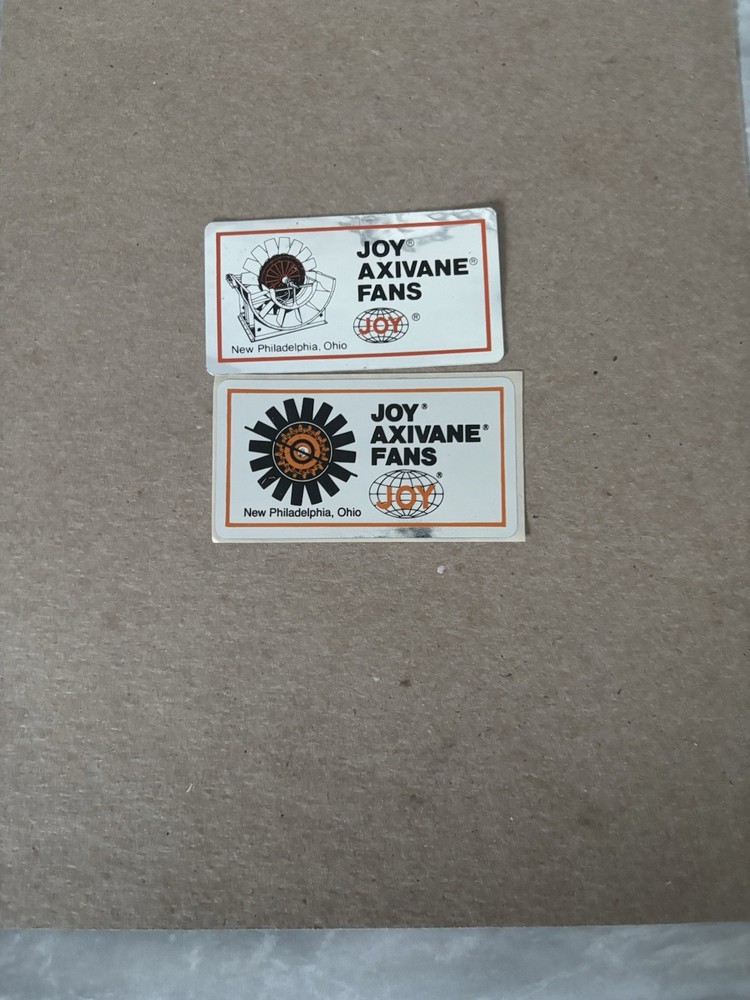 JOY®
AXIVANE®
FANS
JOY ®
New Philadelphia, Ohio
JOY®
AXIVANE®
FANS
JOY ®
New Philadelphia, Ohio